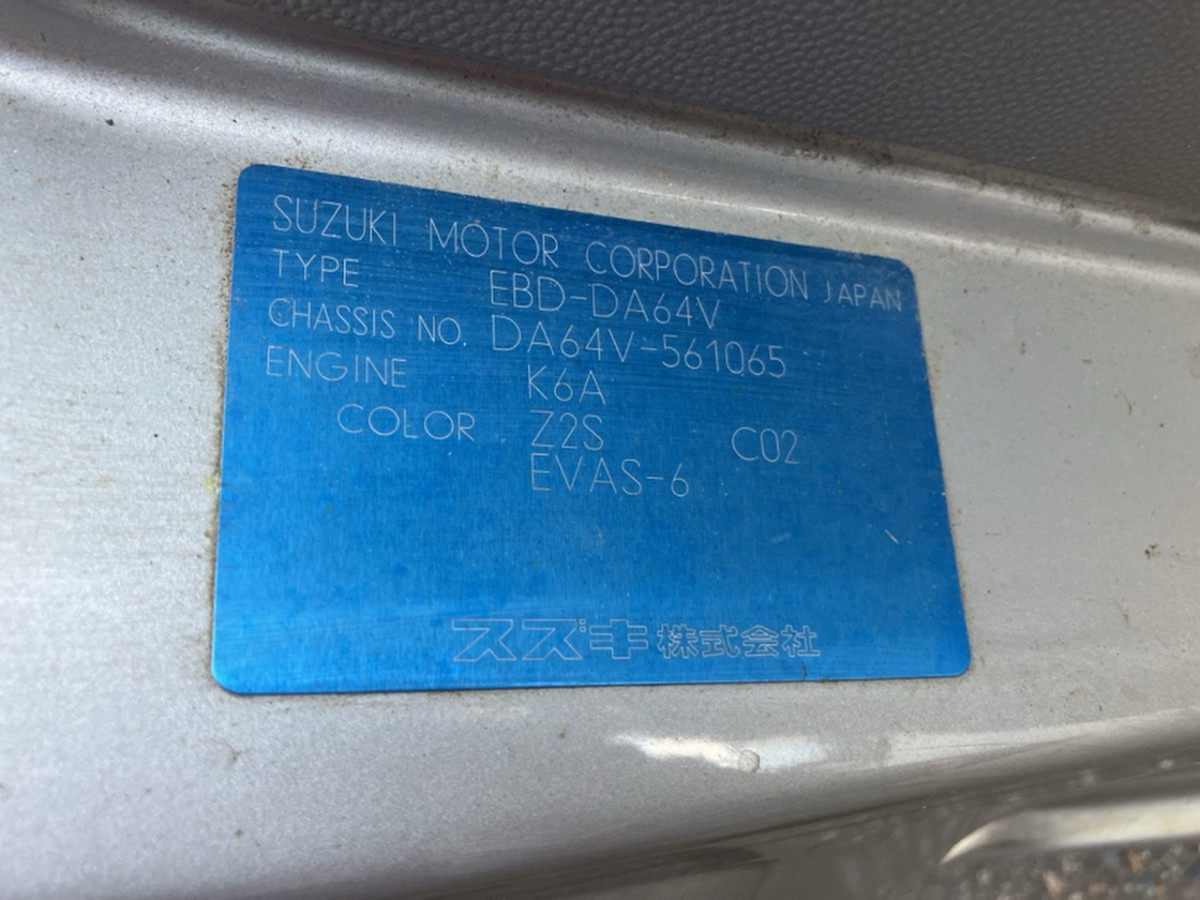 SUZUKI MOTOR CORPORATION JAPAN
TYPE EBD-DA64V
CHASSIS NO. DA64V-561065
ENGINE K6A
COLOR Z2S C02
EVAS-6
スズキ株式会社